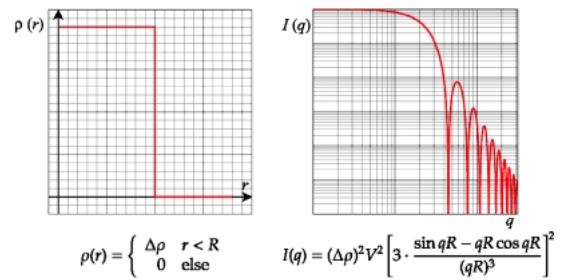 ρ (r)
r
I (q)
q
ρ(r) = { Δρ r < R
0 else
I(q) = (Δρ)²V² [3 · (sin qR − qR cos qR)/(qR)³]²